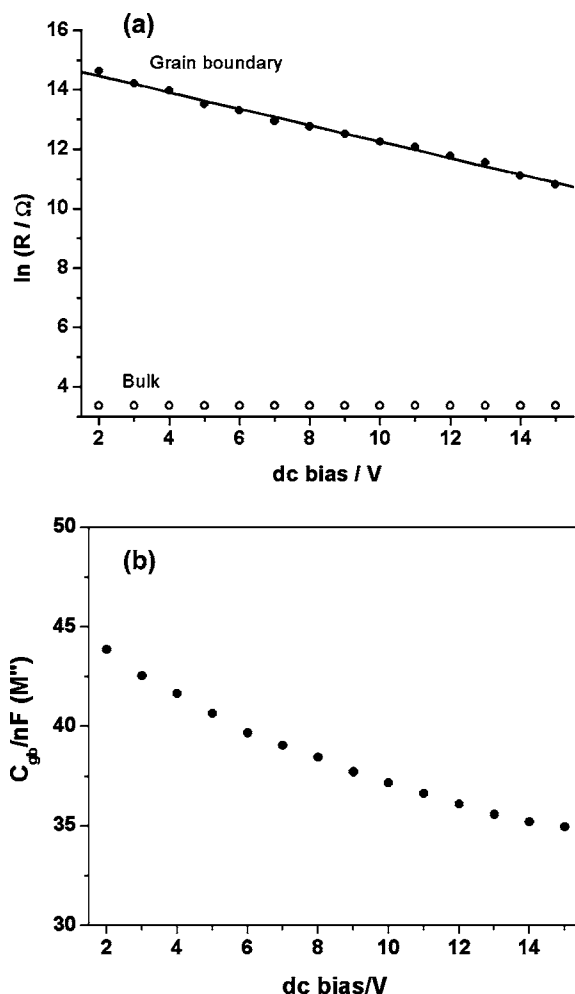 (a)
Grain boundary
Bulk
ln (R / Ω)
16
14
12
10
8
6
4
2 4 6 8 10 12 14
dc bias / V
(b)
C_gb/nF (M'')
50
45
40
35
30
2 4 6 8 10 12 14
dc bias/V